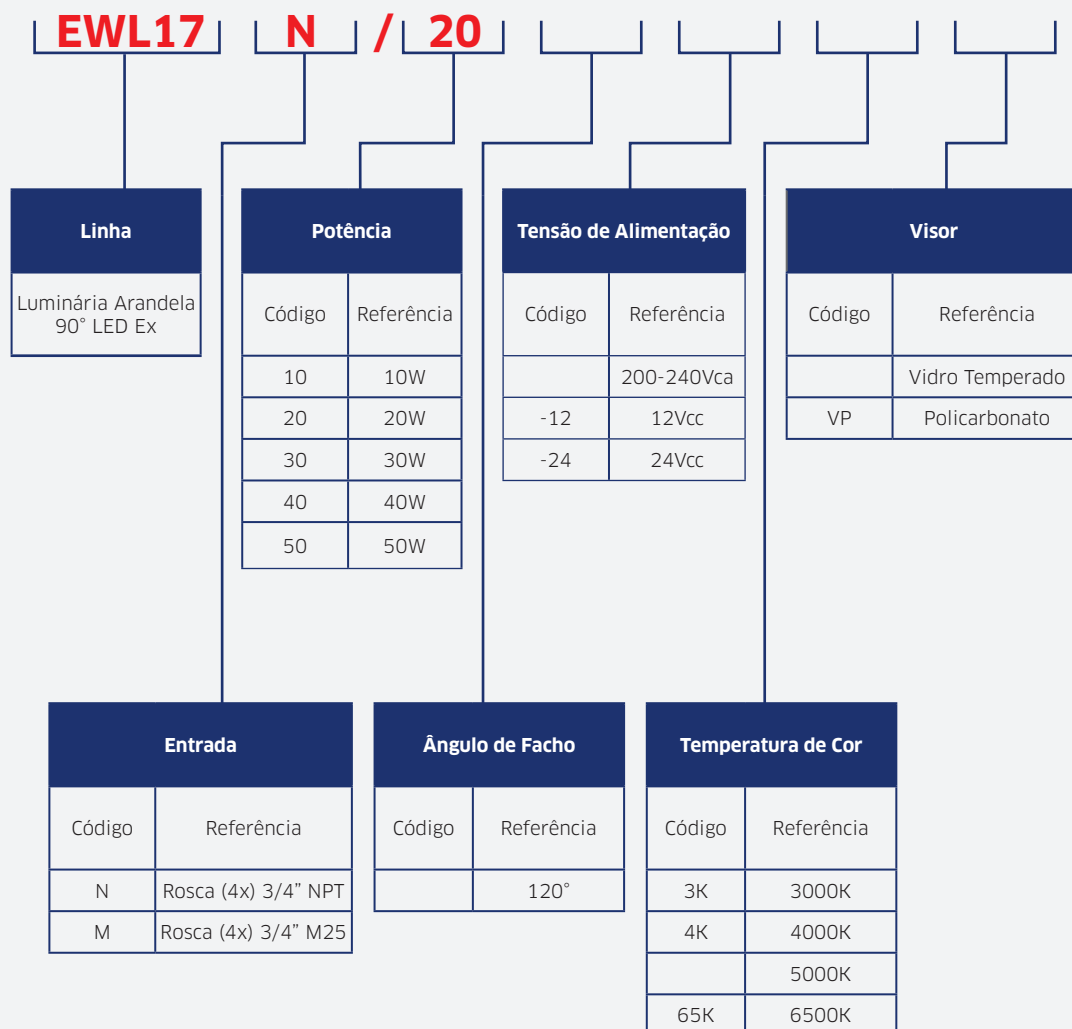 EWL17 N / 20
Linha
Luminária Arandela
90° LED Ex
Potência
Código Referência
10 10W
20 20W
30 30W
40 40W
50 50W
Tensão de Alimentação
Código Referência
200-240Vca
-12 12Vcc
-24 24Vcc
Visor
Código Referência
Vidro Temperado
VP Policarbonato
Entrada
Código Referência
N Rosca (4x) 3/4” NPT
M Rosca (4x) 3/4” M25
Ângulo de Facho
Código Referência
120°
Temperatura de Cor
Código Referência
3K 3000K
4K 4000K
5000K
65K 6500K